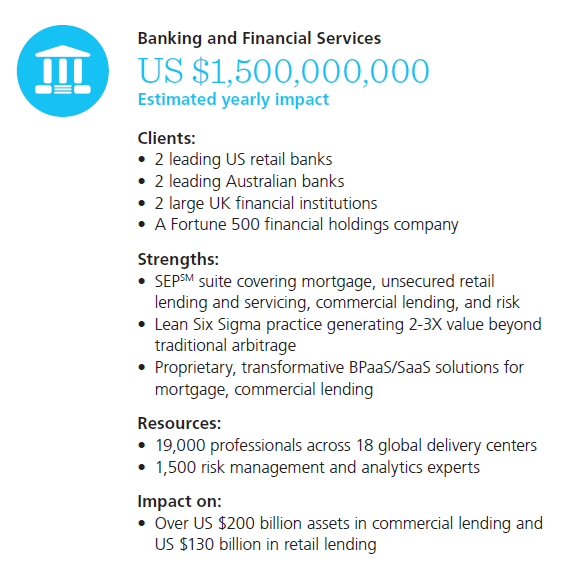 Banking and Financial Services
US $1,500,000,000
Estimated yearly impact
Clients:
• 2 leading US retail banks
• 2 leading Australian banks
• 2 large UK financial institutions
• A Fortune 500 financial holdings company
Strengths:
• SEP℠ suite covering mortgage, unsecured retail
lending and servicing, commercial lending, and risk
• Lean Six Sigma practice generating 2-3X value beyond
traditional arbitrage
• Proprietary, transformative BPaaS/SaaS solutions for
mortgage, commercial lending
Resources:
• 19,000 professionals across 18 global delivery centers
• 1,500 risk management and analytics experts
Impact on:
• Over US $200 billion assets in commercial lending and
US $130 billion in retail lending